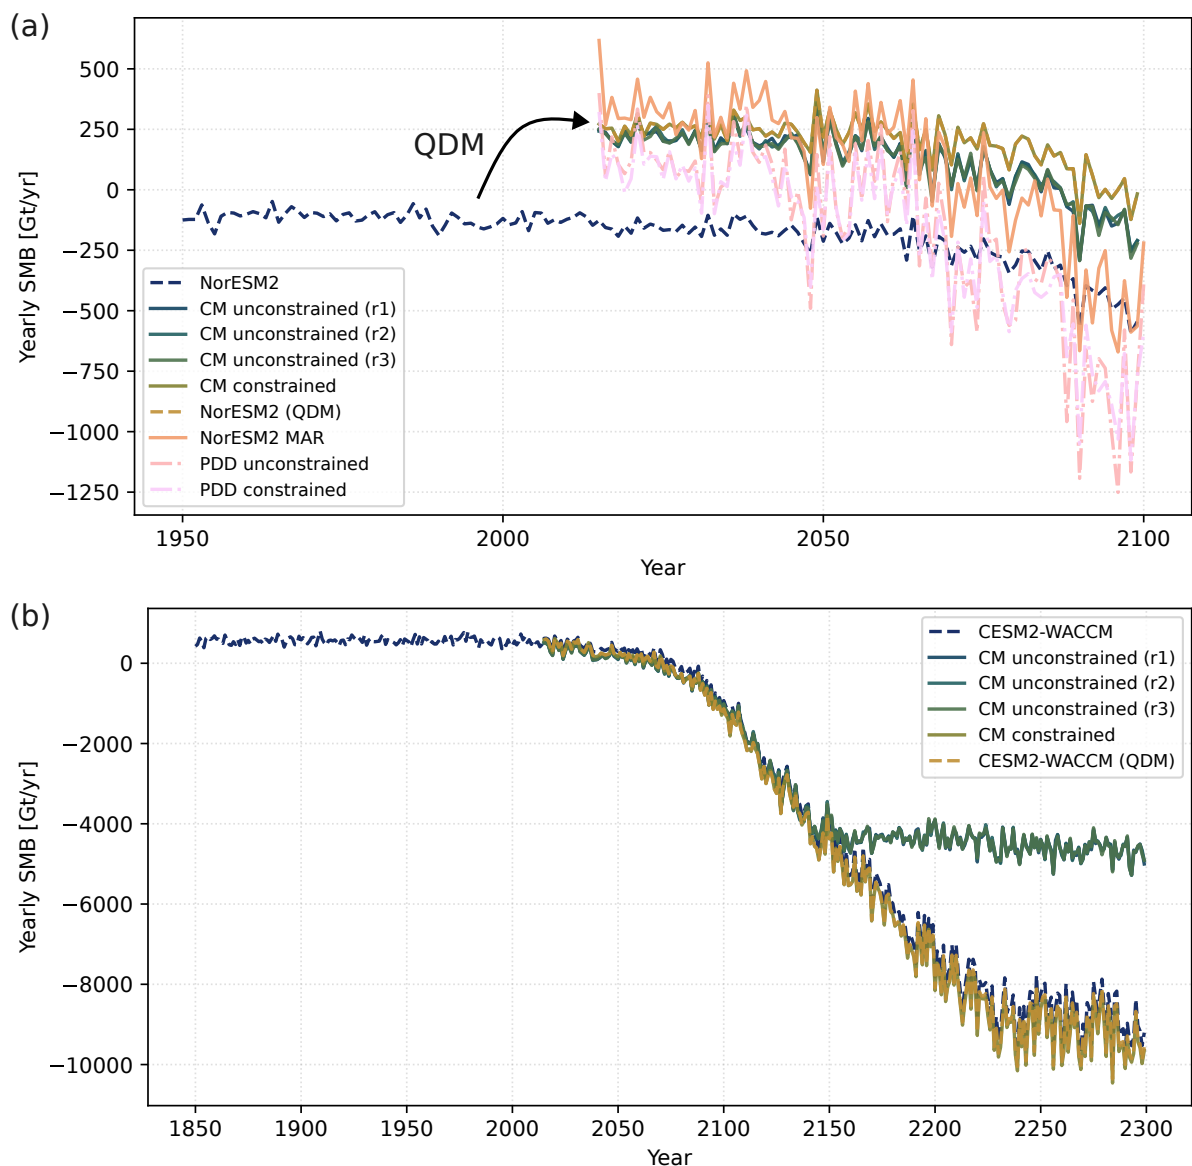 (a)
Yearly SMB [Gt/yr]
500
250
0
−250
−500
−750
−1000
−1250
QDM
NorESM2
CM unconstrained (r1)
CM unconstrained (r2)
CM unconstrained (r3)
CM constrained
NorESM2 (QDM)
NorESM2 MAR
PDD unconstrained
PDD constrained
1950 2000 2050 2100
Year
(b)
Yearly SMB [Gt/yr]
0
−2000
−4000
−6000
−8000
−10000
CESM2-WACCM
CM unconstrained (r1)
CM unconstrained (r2)
CM unconstrained (r3)
CM constrained
CESM2-WACCM (QDM)
1850 1900 1950 2000 2050 2100 2150 2200 2250 2300
Year